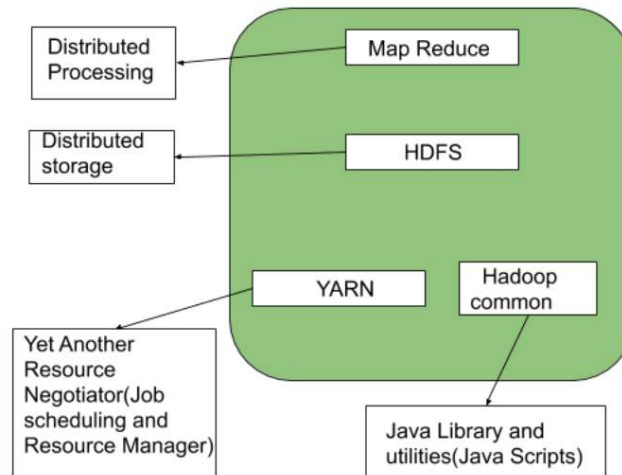 Distributed
Processing
Map Reduce
Distributed
storage
HDFS
YARN
Hadoop
common
Yet Another
Resource
Negotiator(Job
scheduling and
Resource Manager)
Java Library and
utilities(Java Scripts)